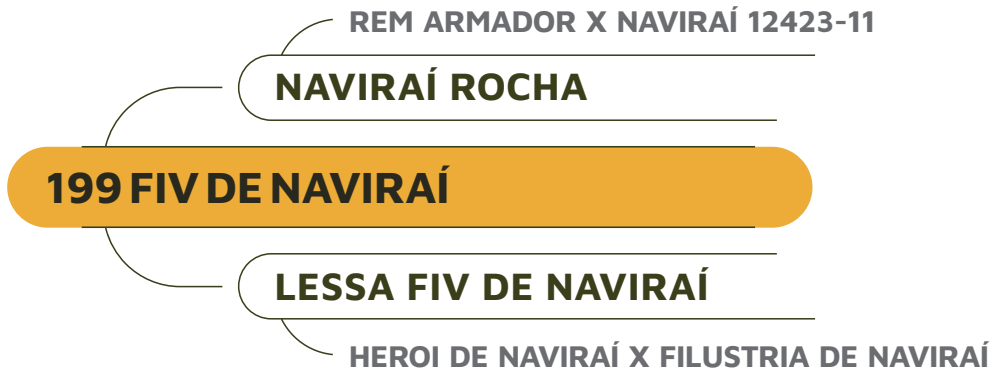 REM ARMADOR X NAVIRAÍ 12423-11
NAVIRAÍ ROCHA
199 FIV DE NAVIRAÍ
LESSA FIV DE NAVIRAÍ
HEROI DE NAVIRAÍ X FILUSTRIA DE NAVIRAÍ